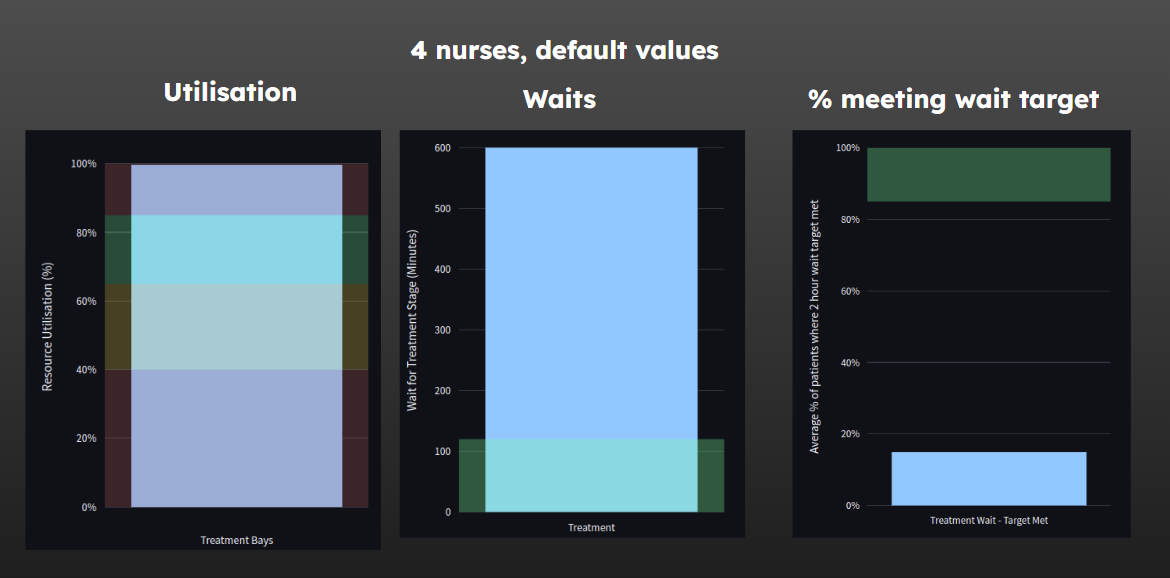 4 nurses, default values
Utilisation
Waits
% meeting wait target
Resource Utilisation (%)
100%
80%
60%
40%
20%
0%
Treatment Bays
Wait for Treatment Stage (Minutes)
600
500
400
300
200
100
0
Treatment
Average % of patients where 2 hour wait target met
100%
80%
60%
40%
20%
0%
Treatment Wait - Target Met